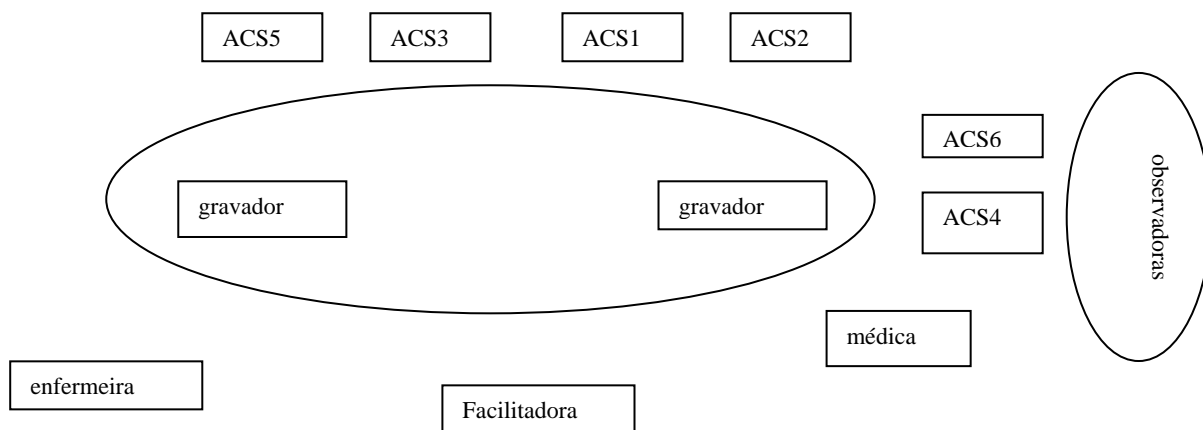 ACS5
ACS3
ACS1
ACS2
ACS6
gravador
gravador
ACS4
observadoras
médica
enfermeira
Facilitadora